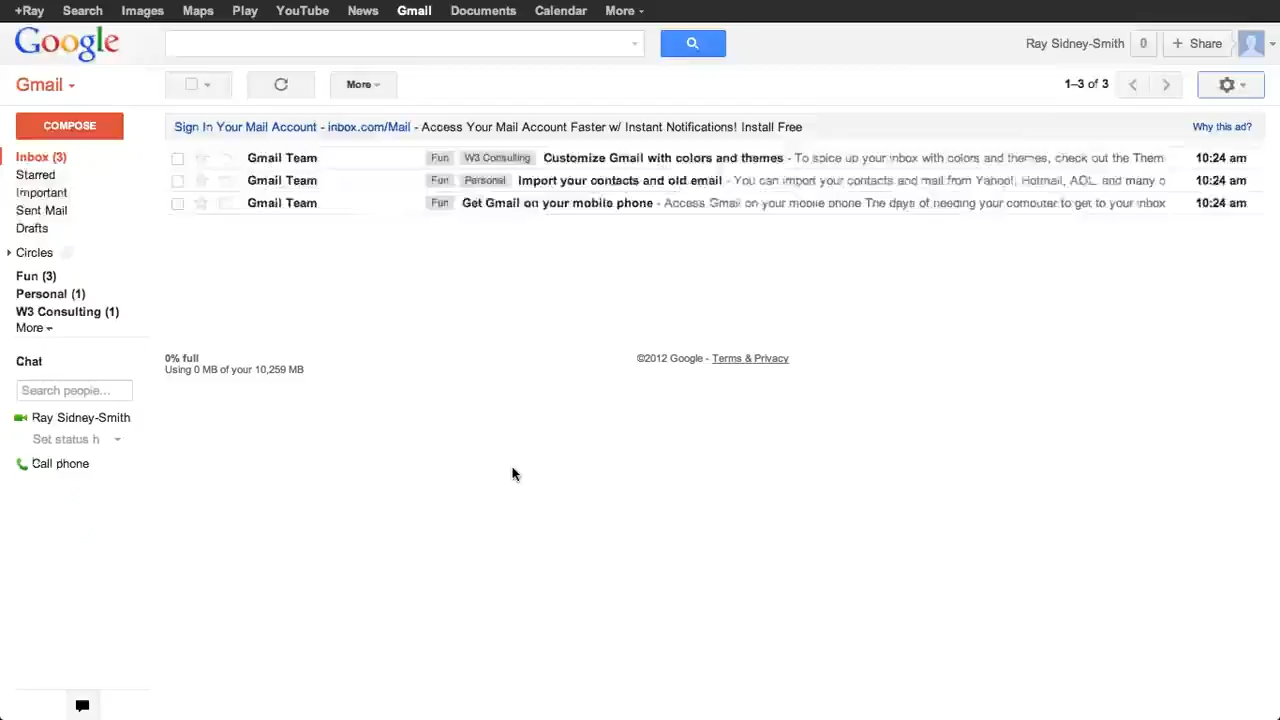 +Ray Search Images Maps Play YouTube News Gmail Documents Calendar More
Google
Ray Sidney-Smith 0 + Share
Gmail More 1–3 of 3
COMPOSE
Sign In Your Mail Account - inbox.com/Mail - Access Your Mail Account Faster w/ Instant Notifications! Install Free Why this ad?
Inbox (3)
Starred
Important
Sent Mail
Drafts
Circles
Fun (3)
Personal (1)
W3 Consulting (1)
More
Gmail Team Fun W3 Consulting Customize Gmail with colors and themes - To spice up your inbox with colors and themes, check out the Them 10:24 am
Gmail Team Fun Personal Import your contacts and old email - You can import your contacts and mail from Yahoo!, Hotmail, AOL, and many o 10:24 am
Gmail Team Fun Get Gmail on your mobile phone - Access Gmail on your mobile phone The days of needing your computer to get to your inbox 10:24 am
0% full
Using 0 MB of your 10,259 MB
©2012 Google - Terms & Privacy
Chat
Search people...
Ray Sidney-Smith
Set status h
Call phone